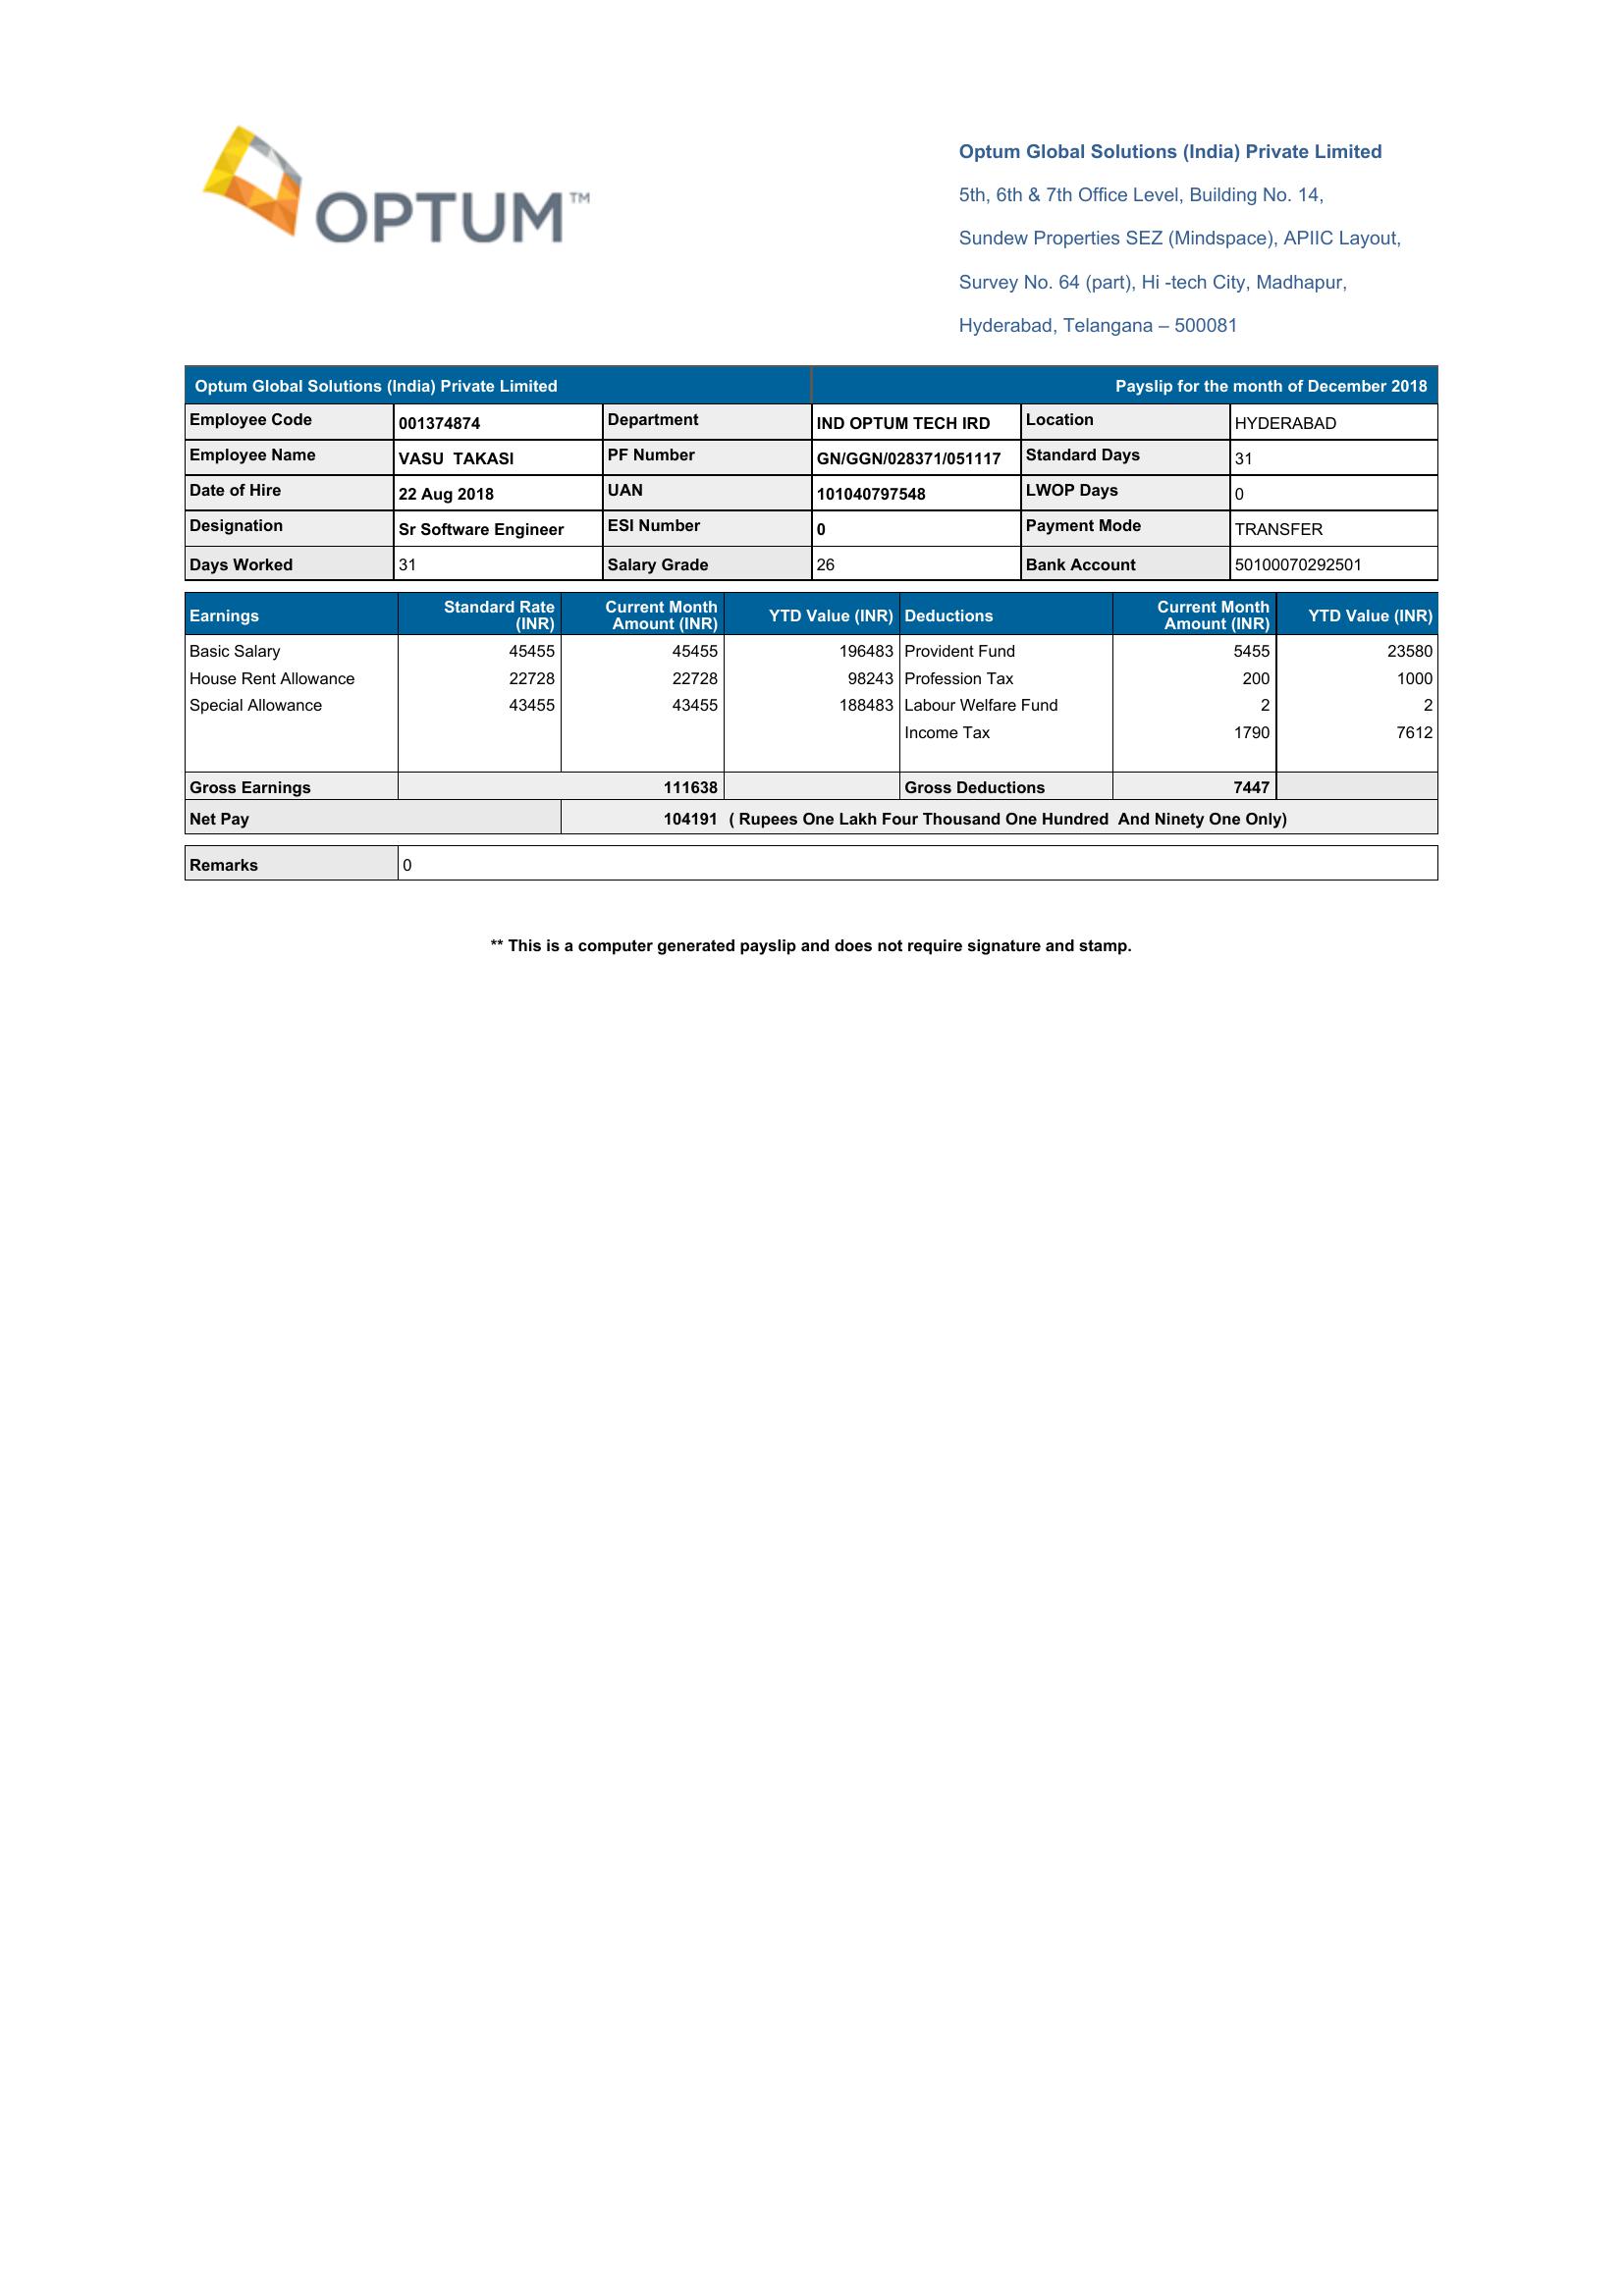 OPTUM™
Optum Global Solutions (India) Private Limited
5th, 6th & 7th Office Level, Building No. 14,
Sundew Properties SEZ (Mindspace), APIIC Layout,
Survey No. 64 (part), Hi -tech City, Madhapur,
Hyderabad, Telangana – 500081
Optum Global Solutions (India) Private Limited Payslip for the month of December 2018
Employee Code 001374874 Department IND OPTUM TECH IRD Location HYDERABAD
Employee Name VASU  TAKASI PF Number GN/GGN/028371/051117 Standard Days 31
Date of Hire 22 Aug 2018 UAN 101040797548 LWOP Days 0
Designation Sr Software Engineer ESI Number 0 Payment Mode TRANSFER
Days Worked 31 Salary Grade 26 Bank Account 50100070292501
Earnings Standard Rate (INR) Current Month Amount (INR) YTD Value (INR) Deductions Current Month Amount (INR) YTD Value (INR)
Basic Salary 45455 45455 196483 Provident Fund 5455 23580
House Rent Allowance 22728 22728 98243 Profession Tax 200 1000
Special Allowance 43455 43455 188483 Labour Welfare Fund 2 2
Income Tax 1790 7612
Gross Earnings 111638 Gross Deductions 7447
Net Pay 104191 ( Rupees One Lakh Four Thousand One Hundred  And Ninety One Only)
Remarks 0
** This is a computer generated payslip and does not require signature and stamp.